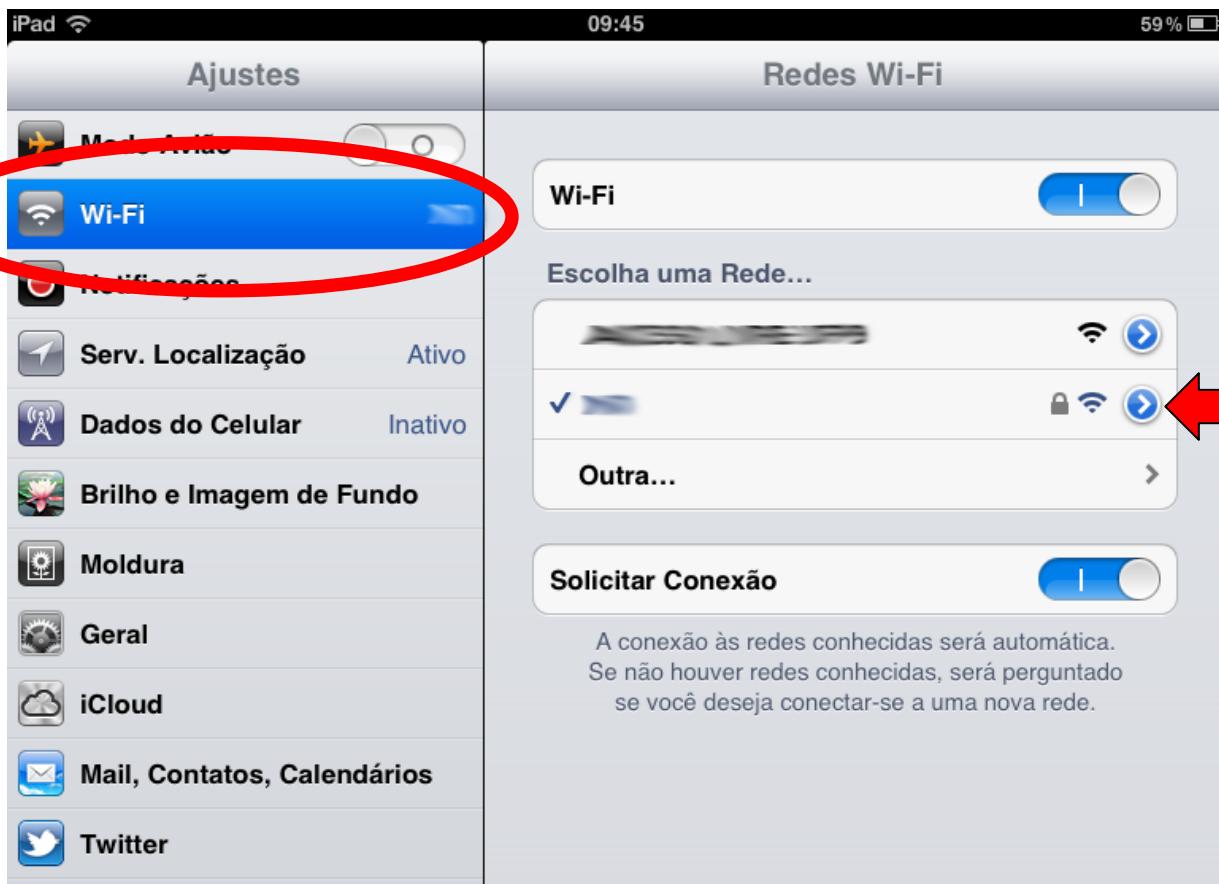 iPad 09:45 59%
Ajustes
Modo Avião
Wi-Fi
Notificações
Serv. Localização Ativo
Dados do Celular Inativo
Brilho e Imagem de Fundo
Moldura
Geral
iCloud
Mail, Contatos, Calendários
Twitter
Redes Wi-Fi
Wi-Fi
Escolha uma Rede...
Outra...
Solicitar Conexão
A conexão às redes conhecidas será automática.
Se não houver redes conhecidas, será perguntado
se você deseja conectar-se a uma nova rede.